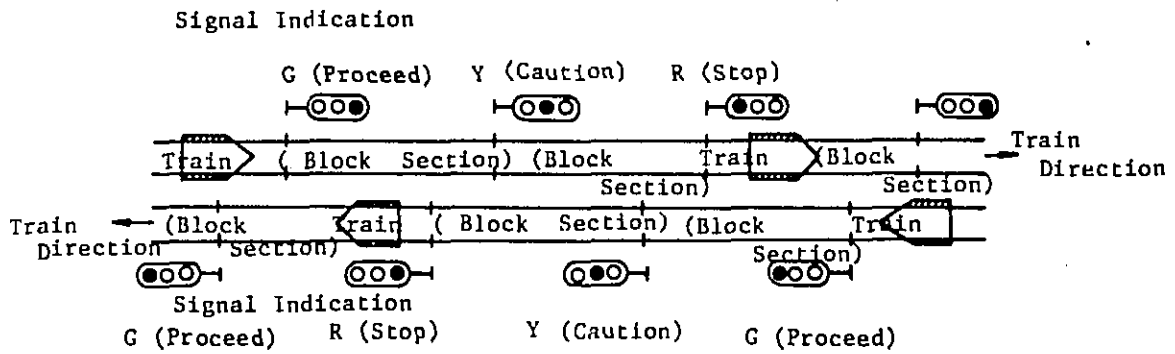 Signal Indication
G (Proceed) Y (Caution) R (Stop)
Train ( Block Section) (Block Section) Train (Block Section)
Train Direction
Train Direction
(Block Section) Train ( Block Section) (Block Section) Train
Signal Indication
G (Proceed) R (Stop) Y (Caution) G (Proceed)